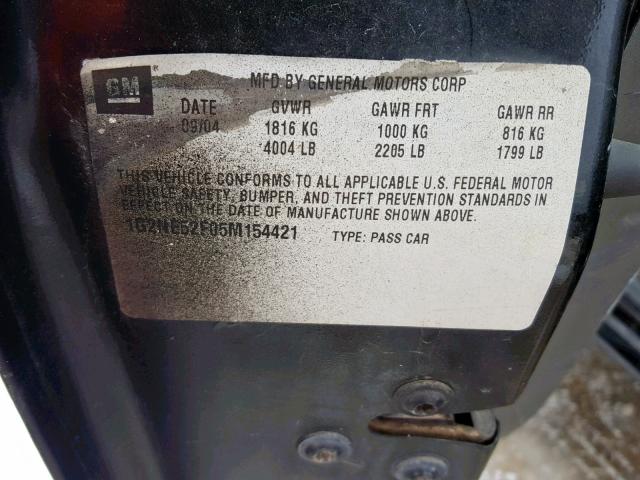 GM ®
MFD BY GENERAL MOTORS CORP
DATE GVWR GAWR FRT GAWR RR
09/04 1816 KG 1000 KG 816 KG
4004 LB 2205 LB 1799 LB
THIS VEHICLE CONFORMS TO ALL APPLICABLE U.S. FEDERAL MOTOR
VEHICLE SAFETY, BUMPER, AND THEFT PREVENTION STANDARDS IN
EFFECT ON THE DATE OF MANUFACTURE SHOWN ABOVE.
1G2NE52F05M154421 TYPE: PASS CAR